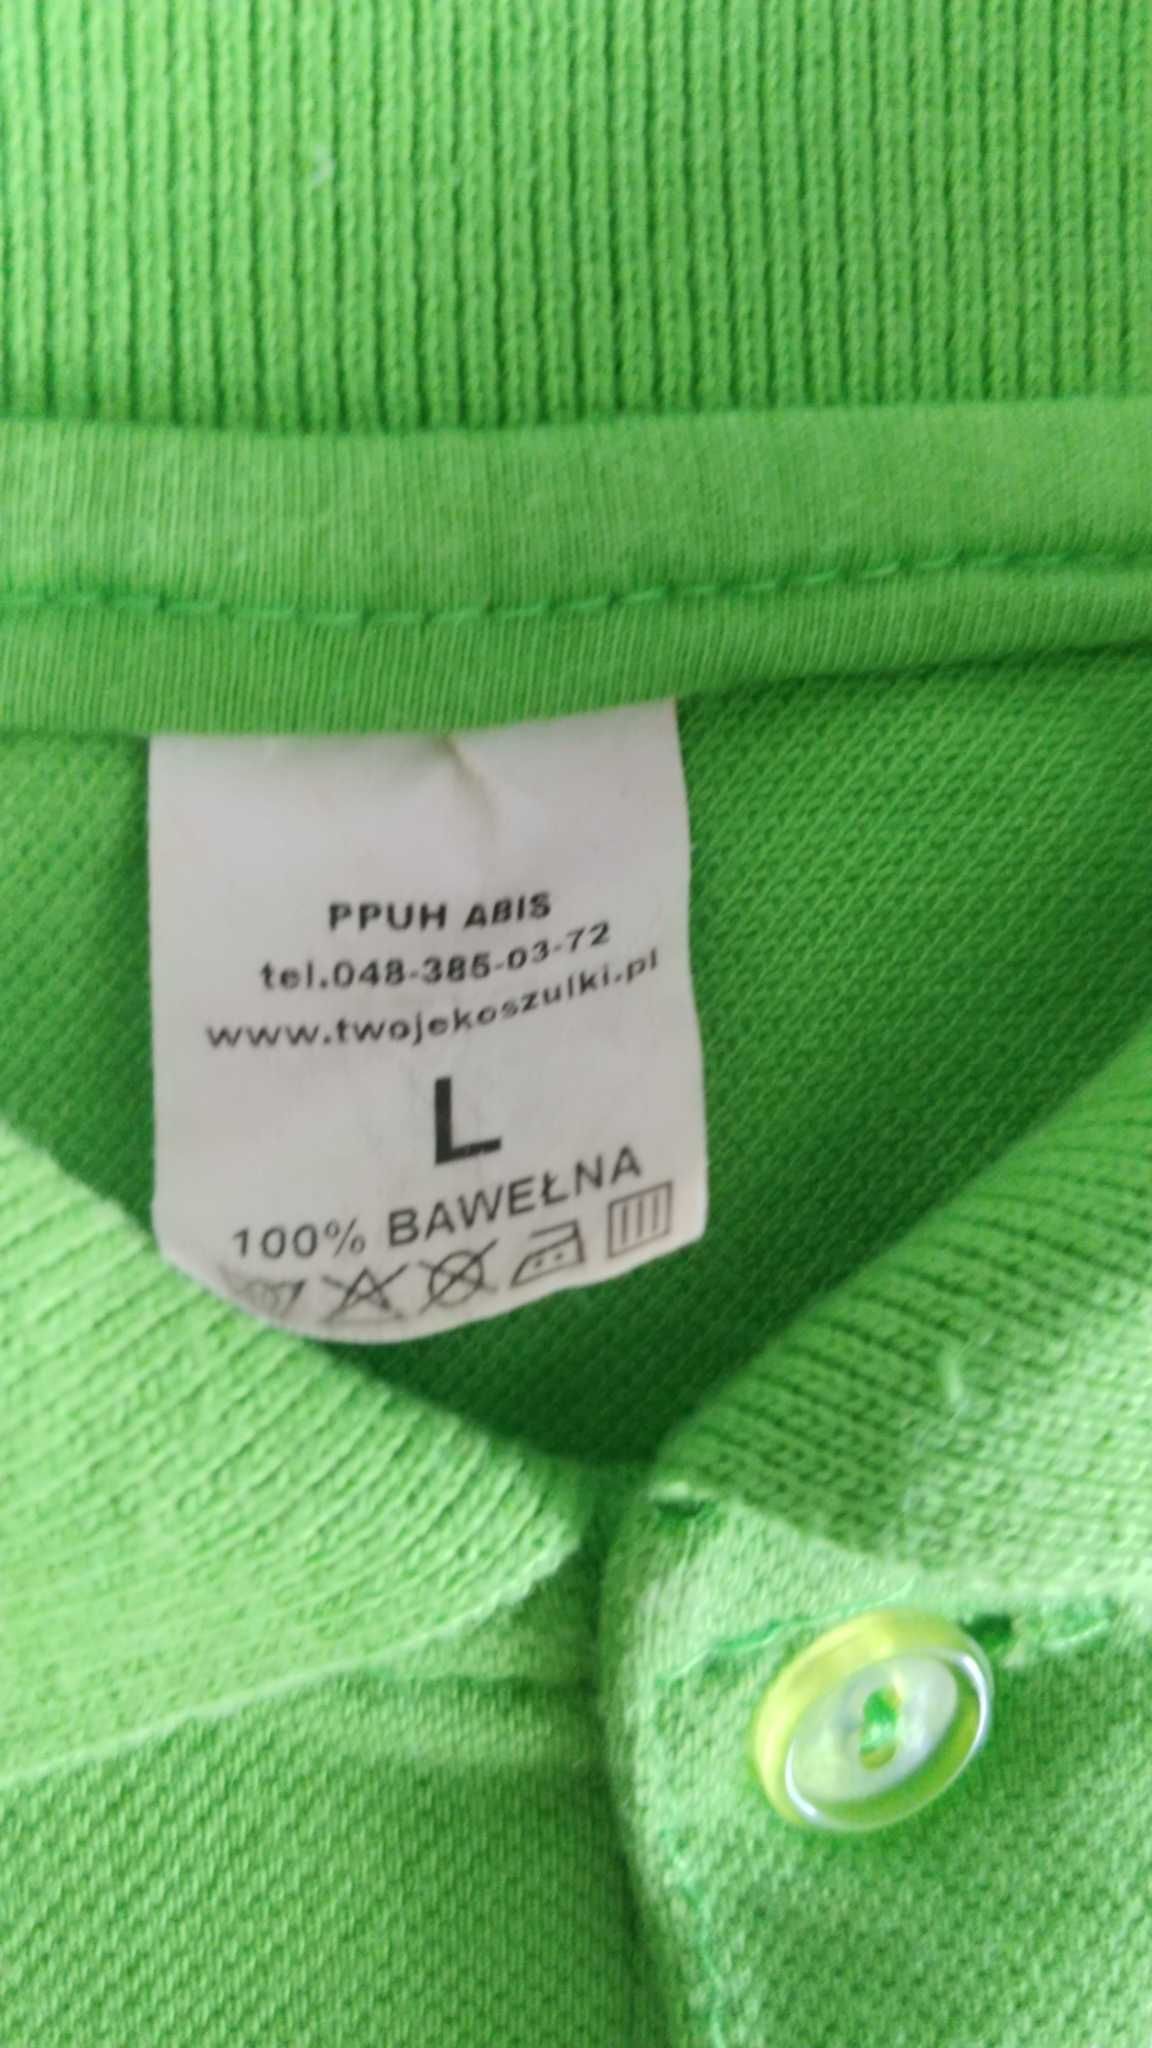 PPUH ABIS
tel.048-385-03-72
www.twojekoszulki.pl
L
100% BAWEŁNA